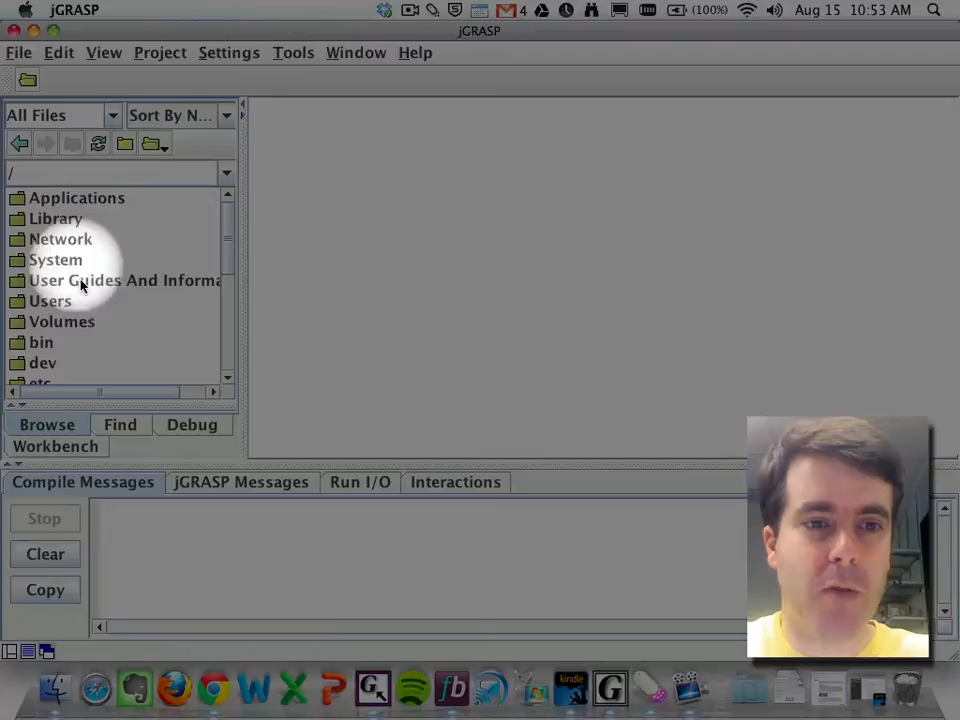 jGRASP 4 (100%) Aug 15 10:53 AM
jGRASP
File Edit View Project Settings Tools Window Help
All Files Sort By N...
/
Applications
Library
Network
System
User Guides And Informa
Users
Volumes
bin
dev
etc
Browse Find Debug
Workbench
Compile Messages jGRASP Messages Run I/O Interactions
Stop
Clear
Copy
kindle